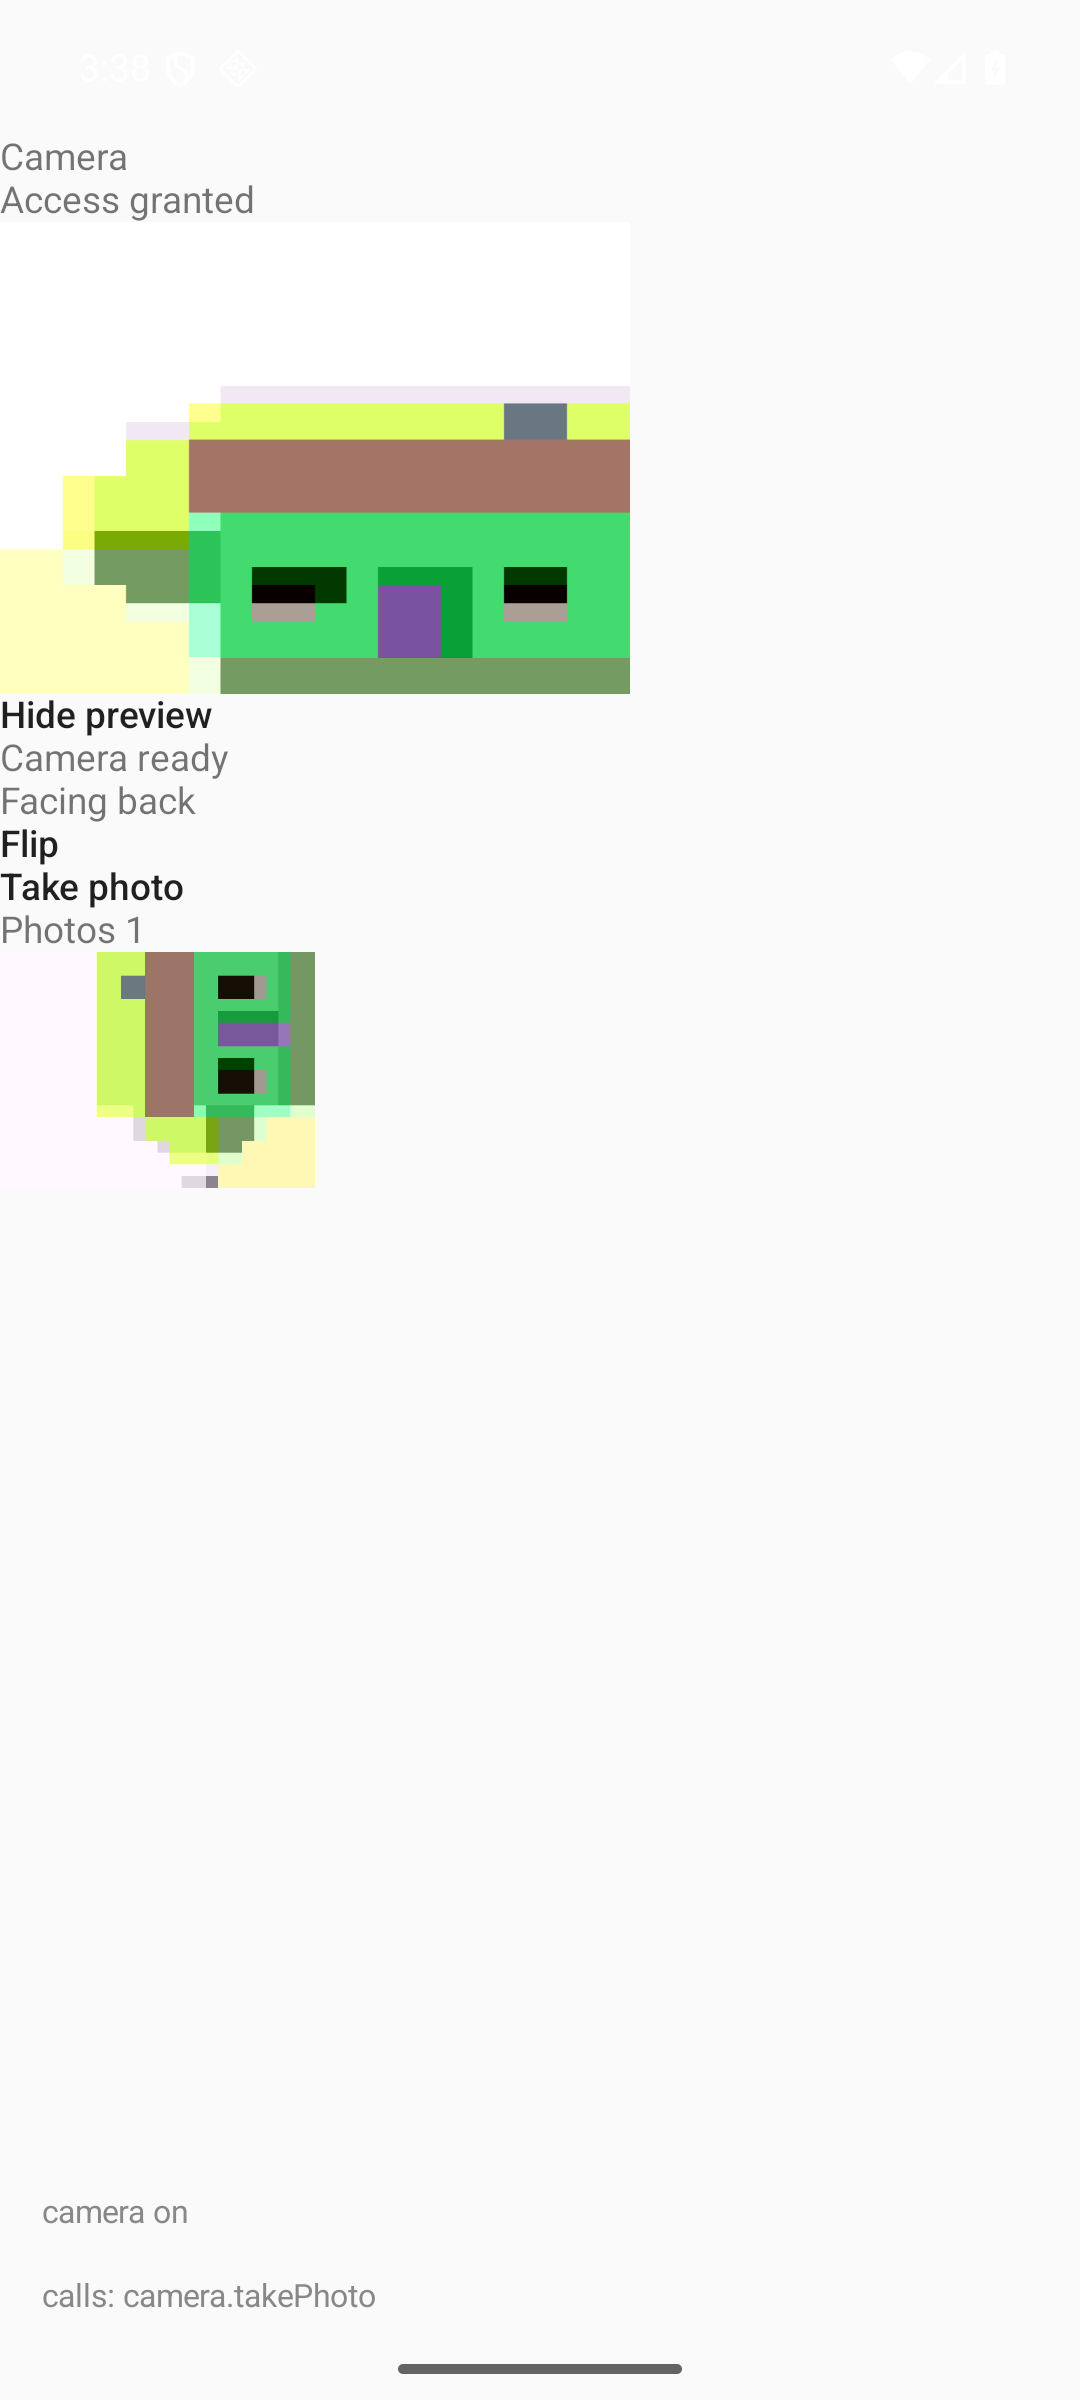 3:38
Camera
Access granted
Hide preview
Camera ready
Facing back
Flip
Take photo
Photos 1
camera on
calls: camera.takePhoto